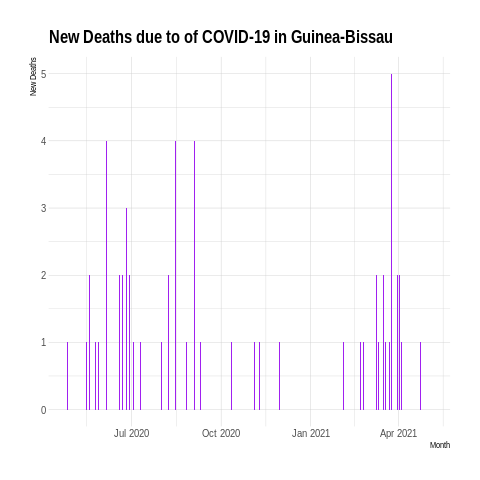 New Deaths due to of COVID-19 in Guinea-Bissau
New Deaths
5
4
3
2
1
0
Jul 2020 Oct 2020 Jan 2021 Apr 2021
Month